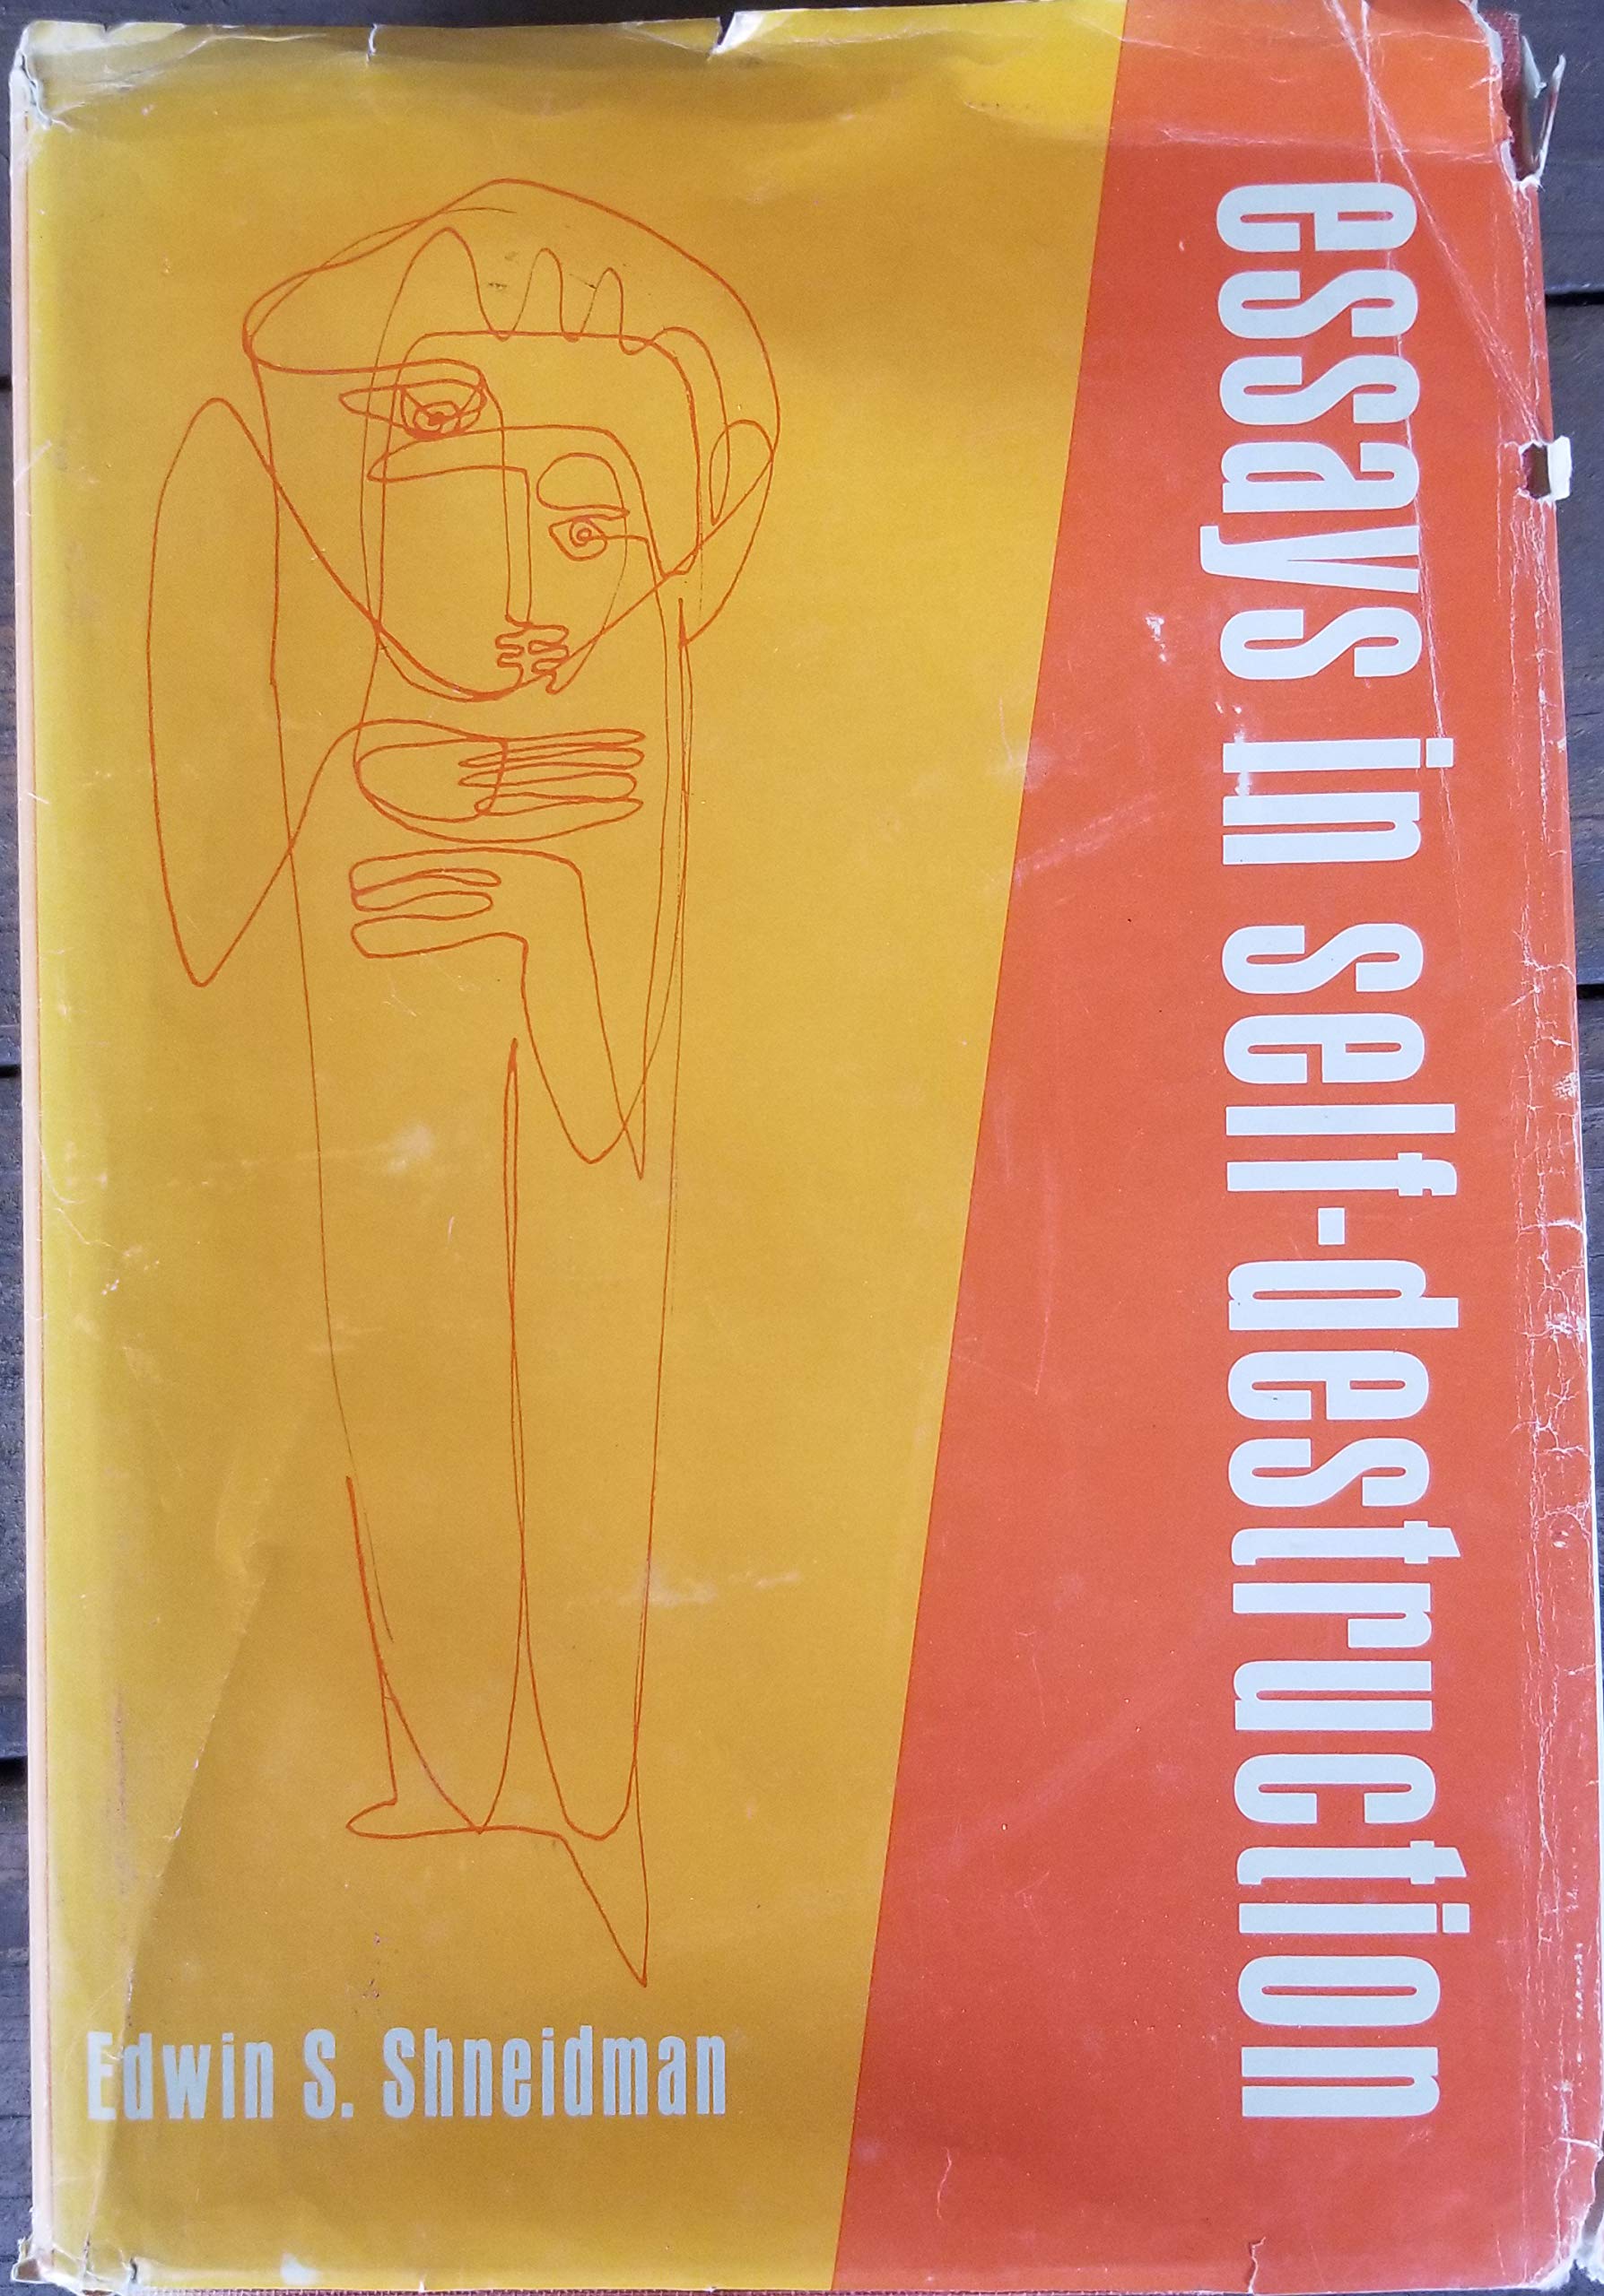 essays in self-destruction
Edwin S. Shneidman